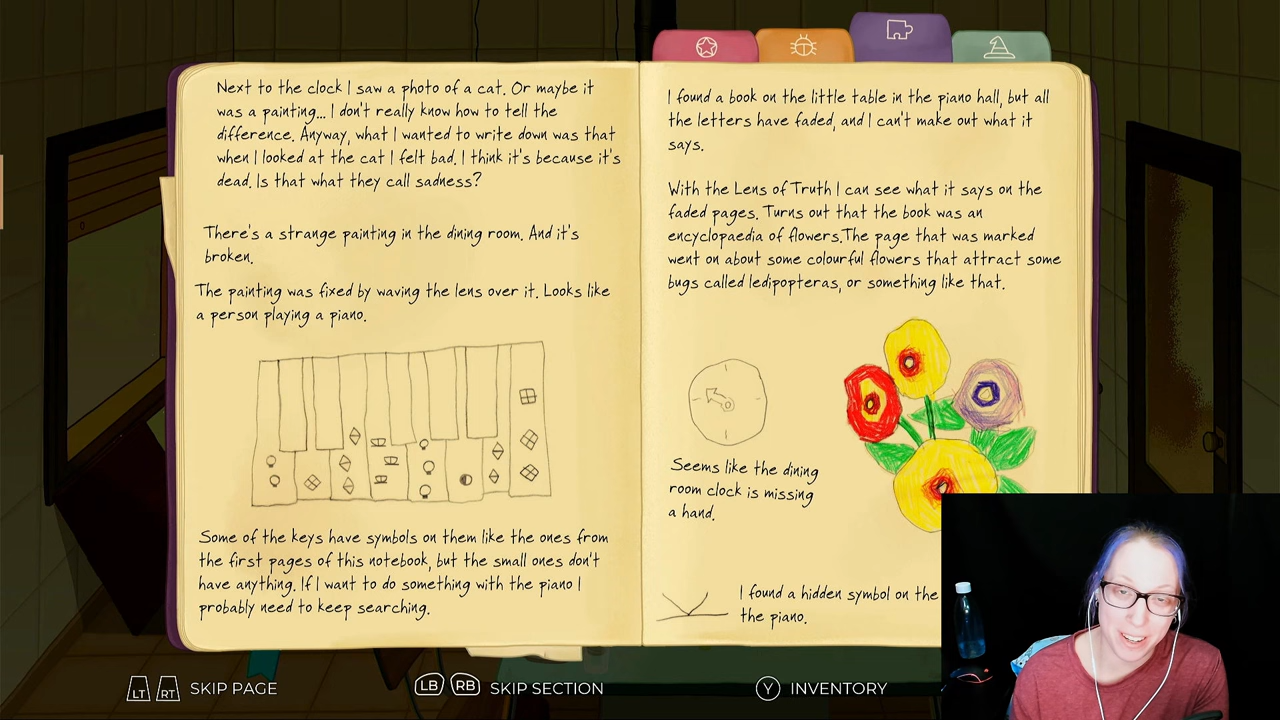 Next to the clock I saw a photo of a cat. Or maybe it
was a painting... I don't really know how to tell the
difference. Anyway, what I wanted to write down was that
when I looked at the cat I felt bad. I think it's because it's
dead. Is that what they call sadness?
There's a strange painting in the dining room. And it's
broken.
The painting was fixed by waving the lens over it. Looks like
a person playing a piano.
Some of the keys have symbols on them like the ones from
the first pages of this notebook, but the small ones don't
have anything. If I want to do something with the piano I
probably need to keep searching.
I found a book on the little table in the piano hall, but all
the letters have faded, and I can't make out what it
says.
With the Lens of Truth I can see what it says on the
faded pages. Turns out that the book was an
encyclopaedia of flowers.The page that was marked
went on about some colourful flowers that attract some
bugs called ledipopteras, or something like that.
Seems like the dining
room clock is missing
a hand.
I found a hidden symbol on the
the piano.
LT RT SKIP PAGE
LB RB SKIP SECTION
Y INVENTORY